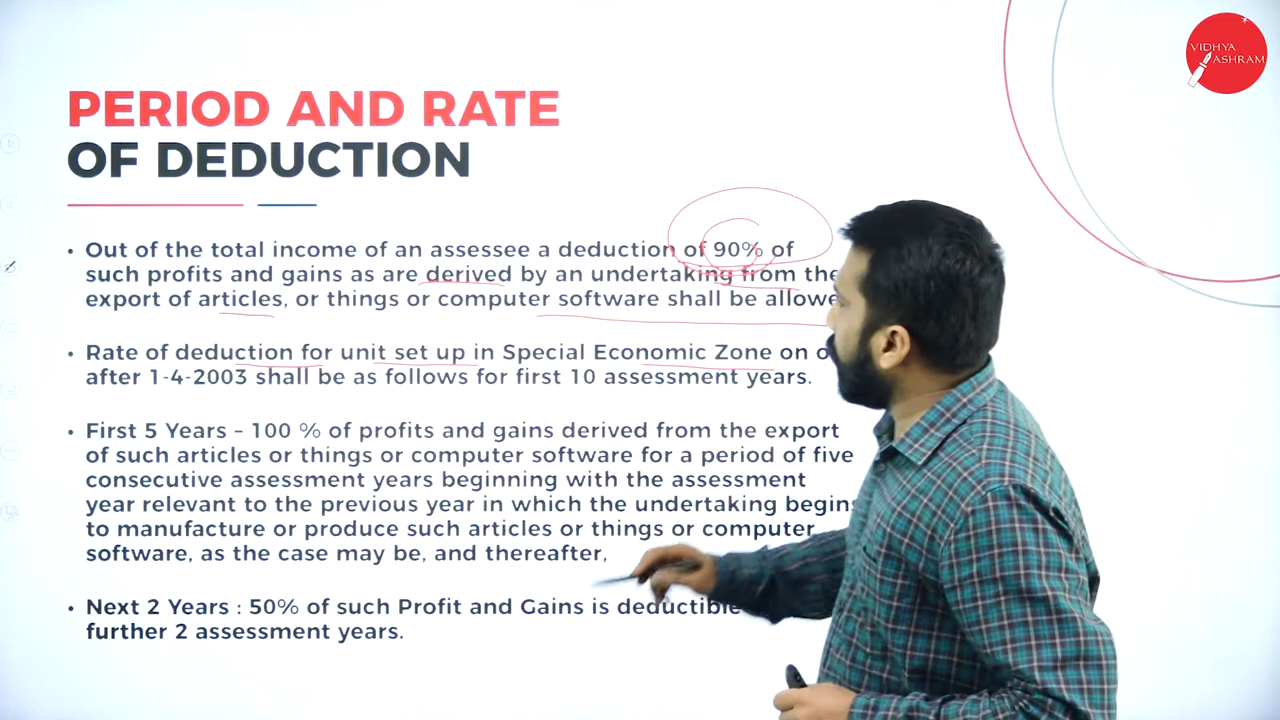 VIDHYA
ASHRAM
PERIOD AND RATE
OF DEDUCTION
• Out of the total income of an assessee a deduction of 90% of
such profits and gains as are derived by an undertaking from the
export of articles, or things or computer software shall be
• Rate of deduction for unit set up in Special Economic Zone on
after 1-4-2003 shall be as follows for first 10 assessment years.
• First 5 Years – 100 % of profits and gains derived from the export
of such articles or things or computer software for a period of five
consecutive assessment years beginning with the assessment
year relevant to the previous year in which the undertaking begins
to manufacture or produce such articles or things or computer
software, as the case may be, and thereafter,
• Next 2 Years : 50% of such Profit and Gains is deductible
further 2 assessment years.